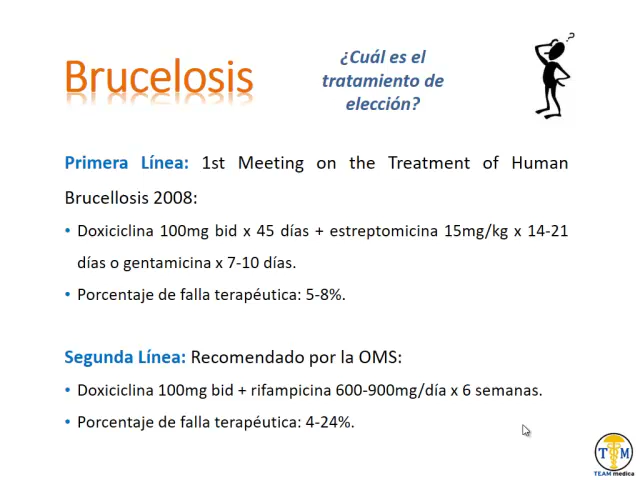 Brucelosis
¿Cuál es el
tratamiento de
elección?
?
Primera Línea: 1st Meeting on the Treatment of Human
Brucellosis 2008:
• Doxiciclina 100mg bid x 45 días + estreptomicina 15mg/kg x 14-21
días o gentamicina x 7-10 días.
• Porcentaje de falla terapéutica: 5-8%.
Segunda Línea: Recomendado por la OMS:
• Doxiciclina 100mg bid + rifampicina 600-900mg/día x 6 semanas.
• Porcentaje de falla terapéutica: 4-24%.
T M
TEAM medica